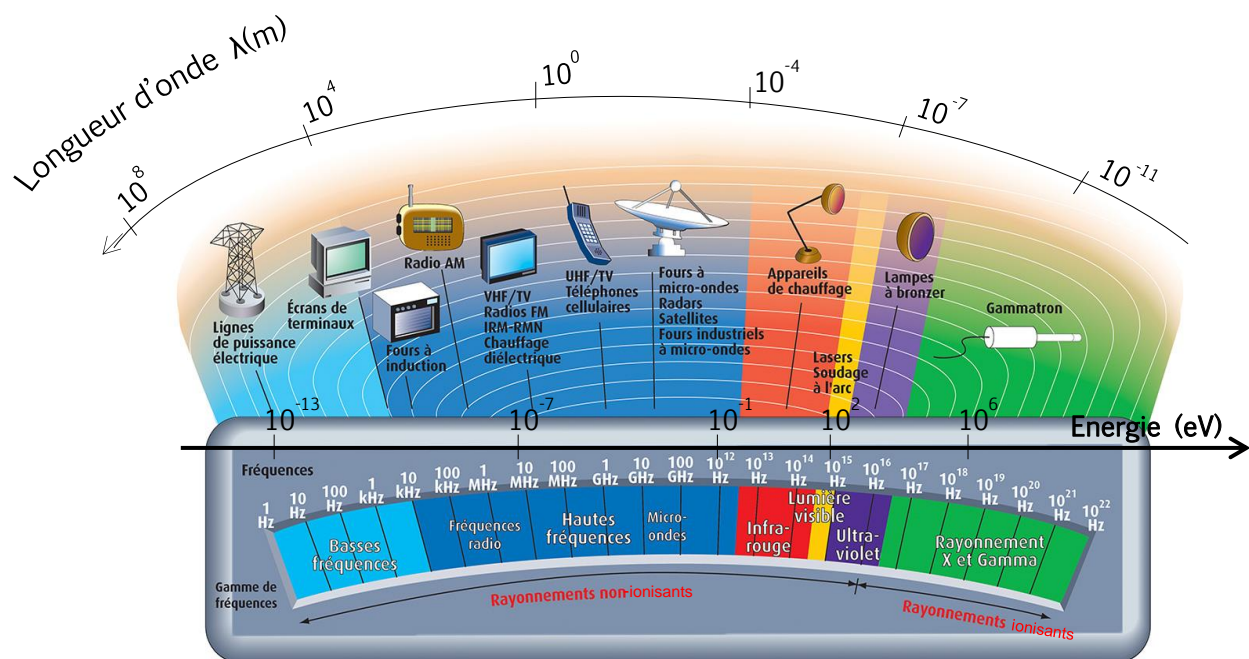 Longueur d'onde λ(m)
10^8
10^4
10^0
10^-4
10^-7
10^-11
Lignes
de puissance
électrique
Écrans de
terminaux
Radio AM
Fours à
induction
VHF/TV
Radios FM
IRM-RMN
Chauffage
diélectrique
UHF/TV
Téléphones
cellulaires
Fours à
micro-ondes
Radars
Satellites
Fours industriels
à micro-ondes
Appareils
de chauffage
Lasers
Soudage
à l'arc
Lampes
à bronzer
Gammatron
10^-13
10^-7
10^-1
10^2
10^6
Energie (eV)
Fréquences
1
Hz
10
Hz
100
Hz
1
kHz
10
kHz
100
kHz
1
MHz
10
MHz
100
MHz
1
GHz
10
GHz
100
GHz
10^12
Hz
10^13
Hz
10^14
Hz
10^15
Hz
10^16
Hz
10^17
Hz
10^18
Hz
10^19
Hz
10^20
Hz
10^21
Hz
10^22
Hz
Basses
fréquences
Fréquences
radio
Hautes
fréquences
Micro-
ondes
Infra-
rouge
Lumière
visible
Ultra-
violet
Rayonnement
X et Gamma
Gamme de
fréquences
Rayonnements non-ionisants
Rayonnements ionisants